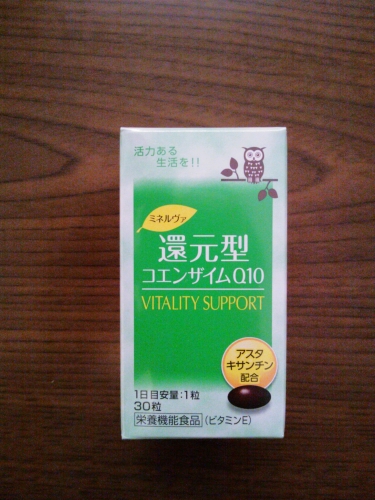 活力ある
生活を!!
ミネルヴァ
還元型
コエンザイムQ10
VITALITY SUPPORT
アスタ
キサンチン
配合
1日目安量:1粒
30粒
栄養機能食品 (ビタミンE)